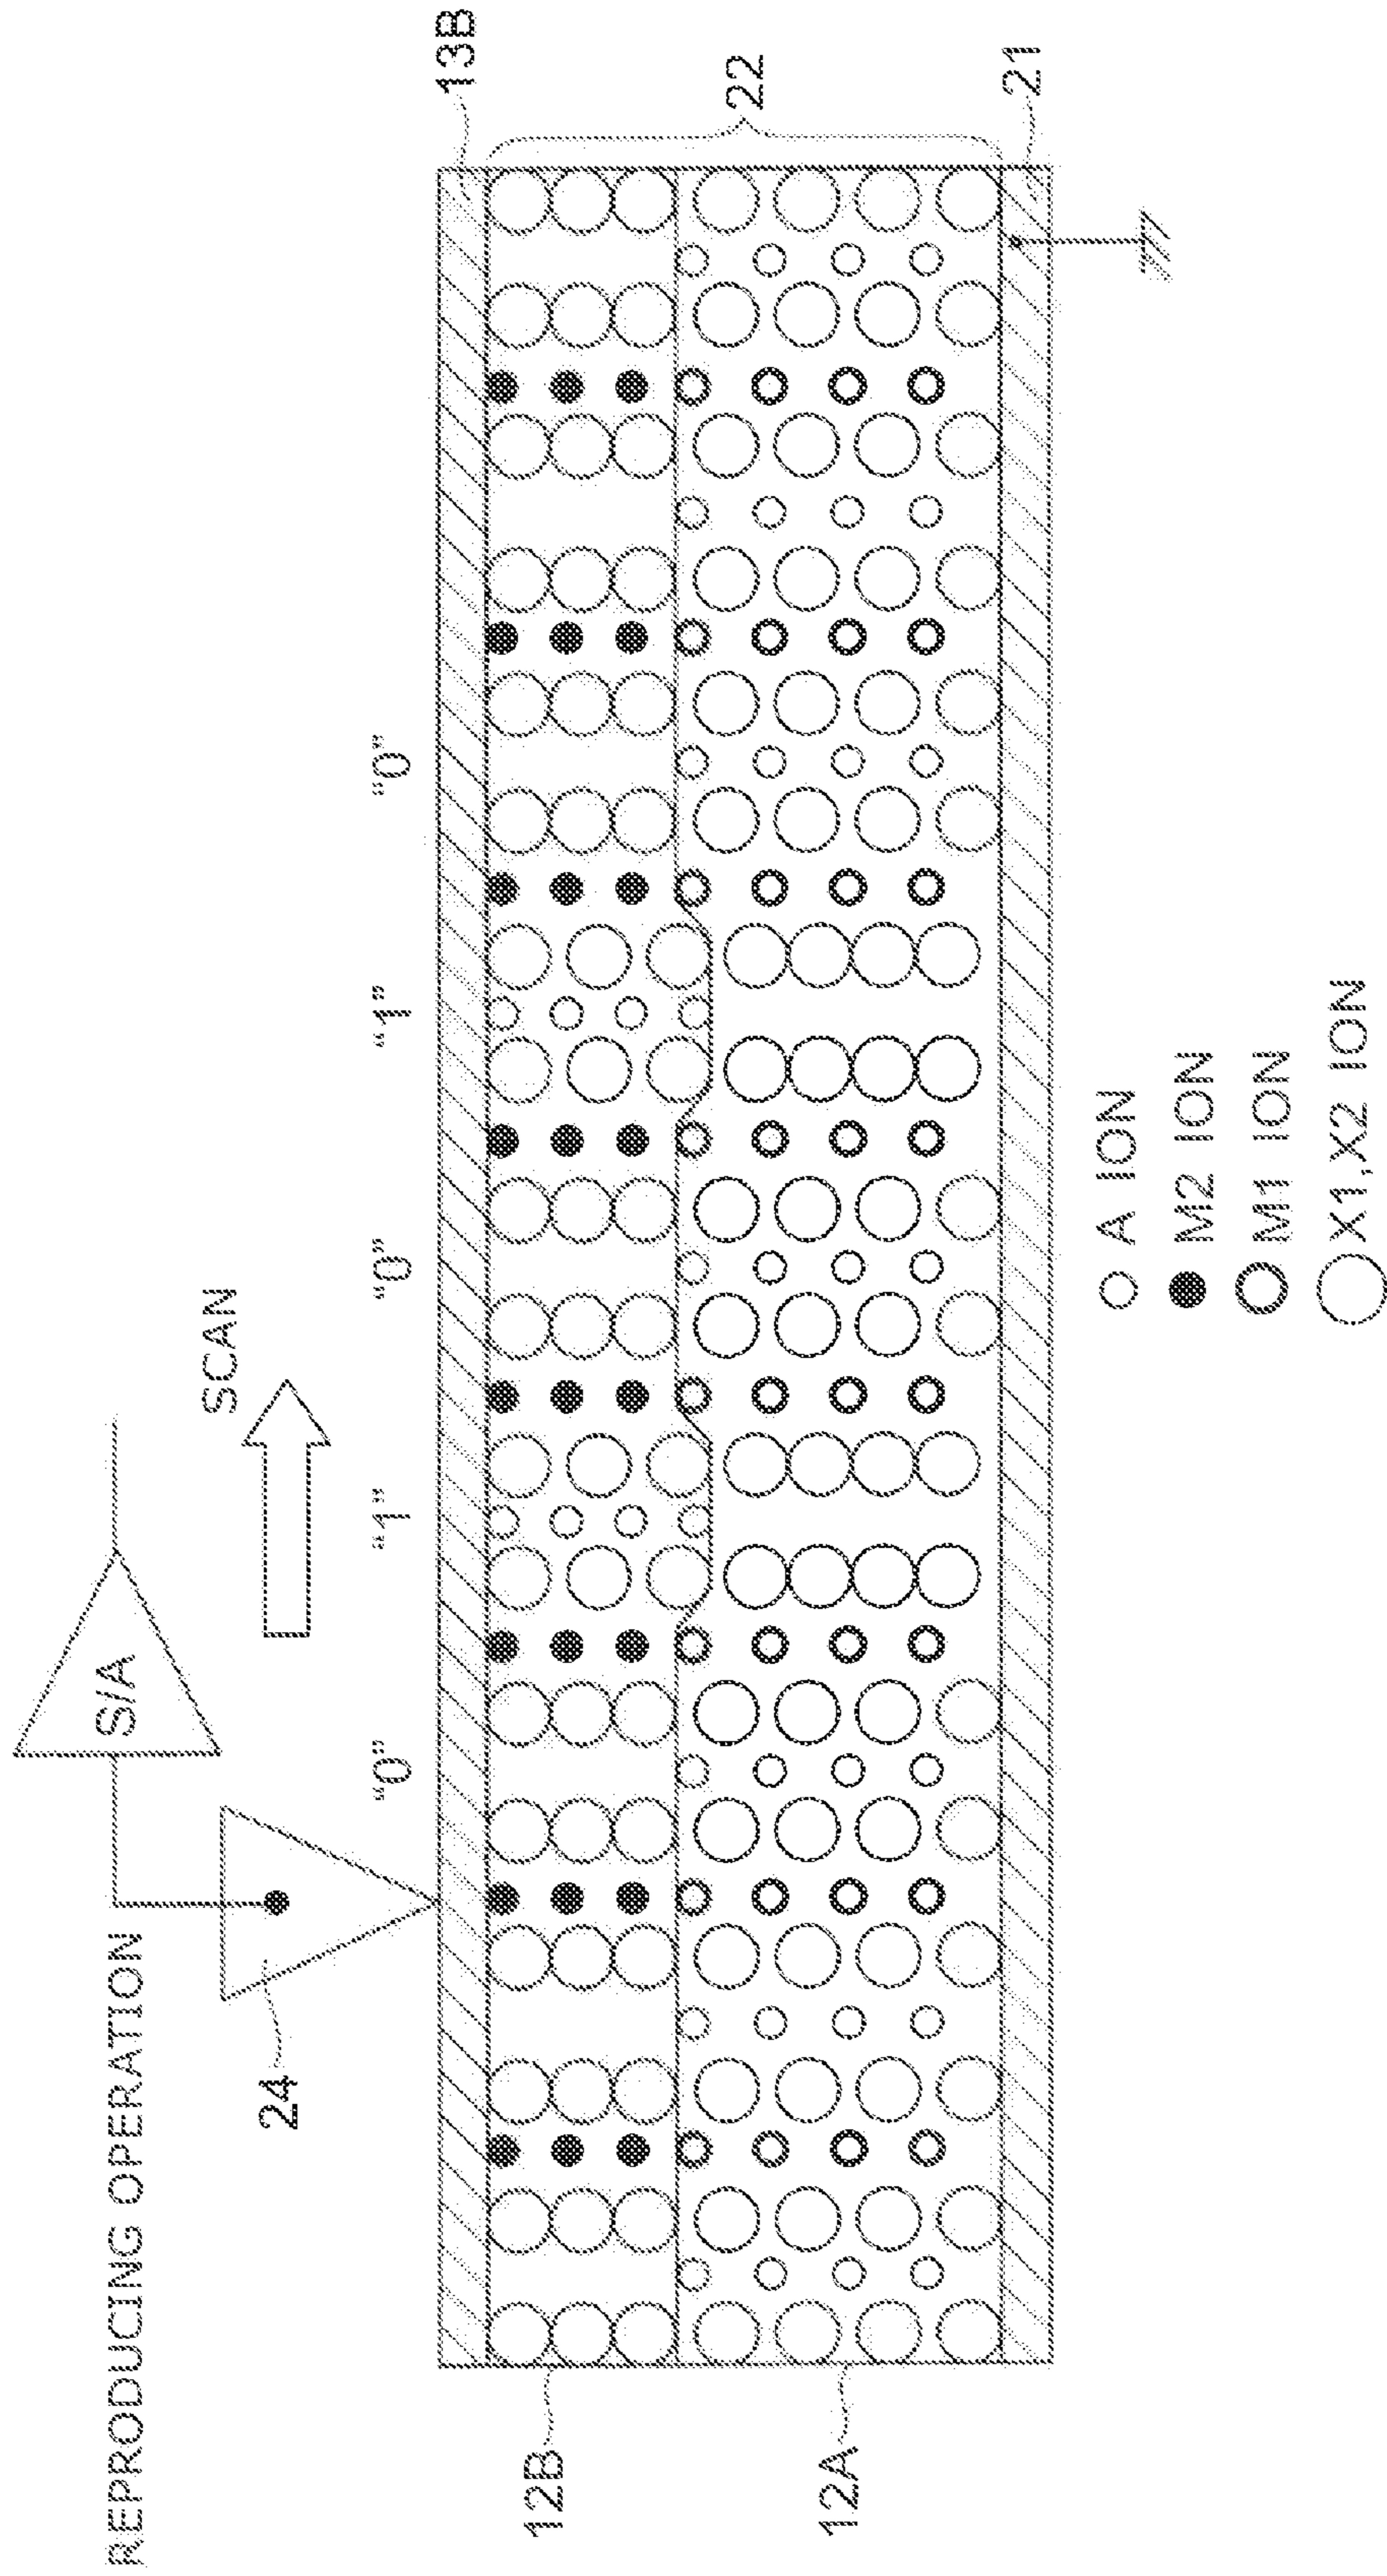 REPRODUCING OPERATION
S/A
SCAN
24
"0"
"1"
"0"
"1"
"0"
13B
12B
22
12A
21
A ION
M2 ION
M1 ION
X1,X2 ION